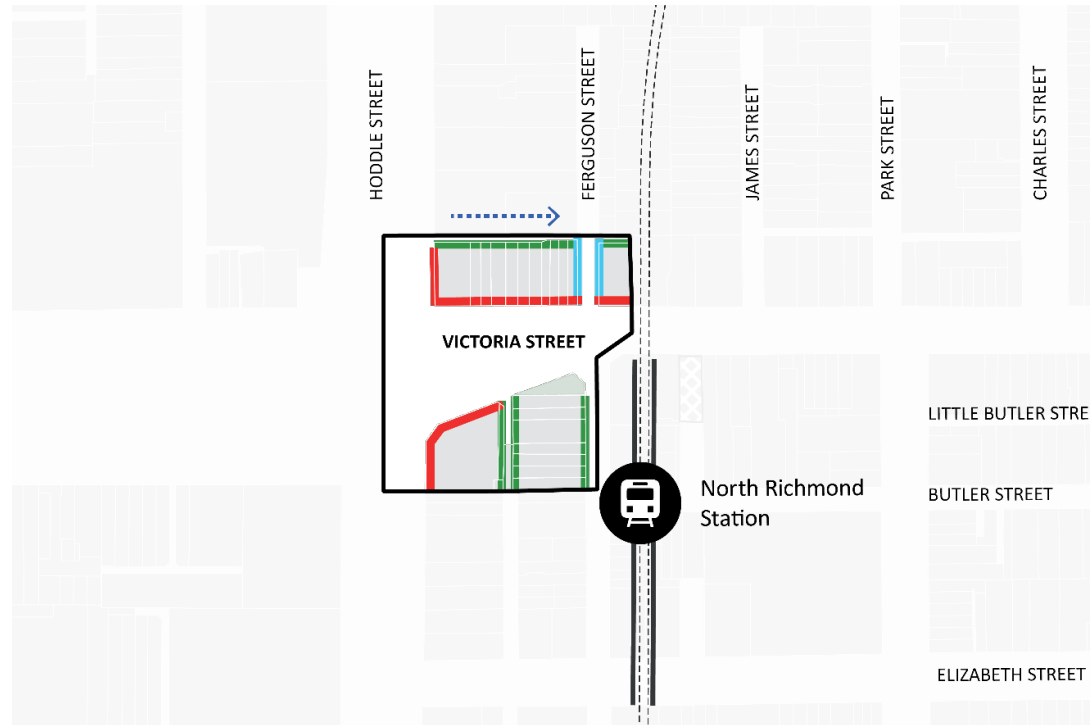 HODDLE STREET
FERGUSON STREET
JAMES STREET
PARK STREET
CHARLES STREET
VICTORIA STREET
LITTLE BUTLER STRE
North Richmond
Station
BUTLER STREET
ELIZABETH STREET